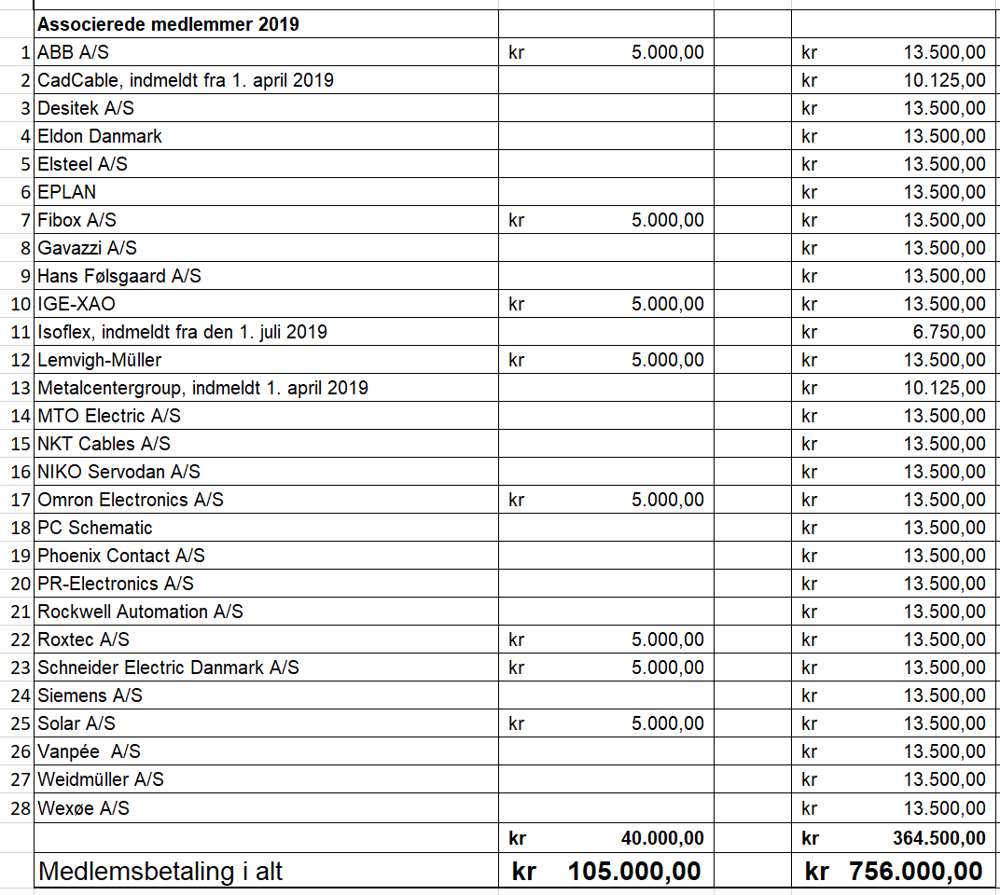 Associerede medlemmer 2019
1 ABB A/S kr 5.000,00 kr 13.500,00
2 CadCable, indmeldt fra 1. april 2019 kr 10.125,00
3 Desitek A/S kr 13.500,00
4 Eldon Danmark kr 13.500,00
5 Elsteel A/S kr 13.500,00
6 EPLAN kr 13.500,00
7 Fibox A/S kr 5.000,00 kr 13.500,00
8 Gavazzi A/S kr 13.500,00
9 Hans Følsgaard A/S kr 13.500,00
10 IGE-XAO kr 5.000,00 kr 13.500,00
11 Isoflex, indmeldt fra den 1. juli 2019 kr 6.750,00
12 Lemvigh-Müller kr 5.000,00 kr 13.500,00
13 Metalcentergroup, indmeldt 1. april 2019 kr 10.125,00
14 MTO Electric A/S kr 13.500,00
15 NKT Cables A/S kr 13.500,00
16 NIKO Servodan A/S kr 13.500,00
17 Omron Electronics A/S kr 5.000,00 kr 13.500,00
18 PC Schematic kr 13.500,00
19 Phoenix Contact A/S kr 13.500,00
20 PR-Electronics A/S kr 13.500,00
21 Rockwell Automation A/S kr 13.500,00
22 Roxtec A/S kr 5.000,00 kr 13.500,00
23 Schneider Electric Danmark A/S kr 5.000,00 kr 13.500,00
24 Siemens A/S kr 13.500,00
25 Solar A/S kr 5.000,00 kr 13.500,00
26 Vanpée  A/S kr 13.500,00
27 Weidmüller A/S kr 13.500,00
28 Wexøe A/S kr 13.500,00
kr 40.000,00 kr 364.500,00
Medlemsbetaling i alt kr 105.000,00 kr 756.000,00